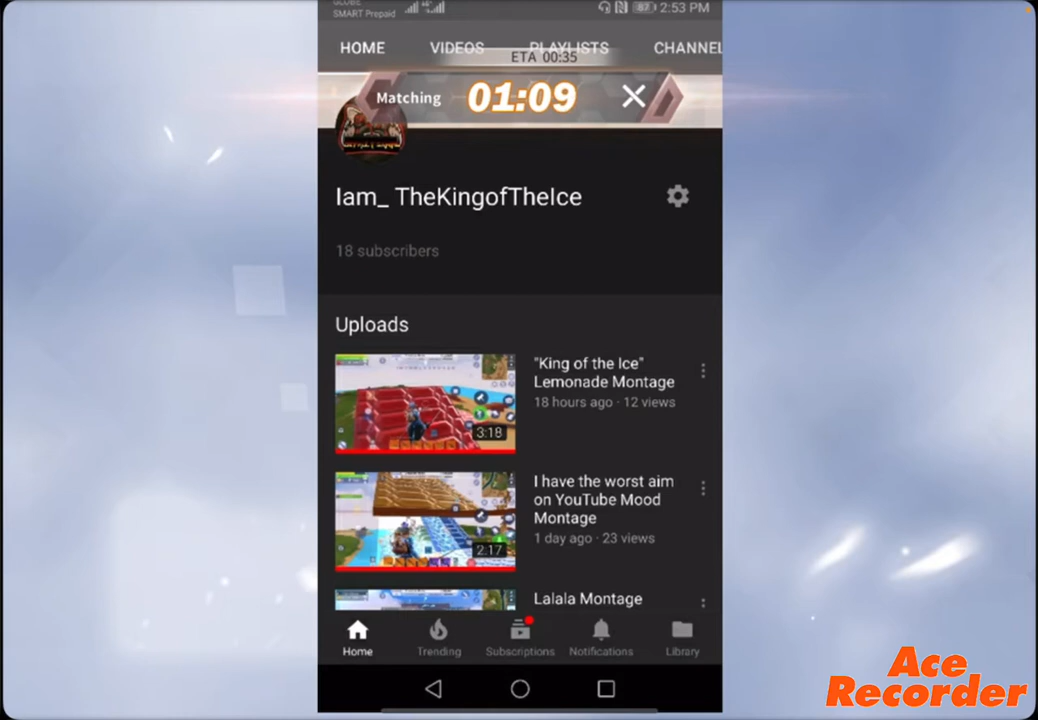 GLOBE
SMART Prepaid
87 2:53 PM
HOME VIDEOS PLAYLISTS CHANNEL
ETA 00:35
Matching 01:09
Iam_ TheKingofTheIce
18 subscribers
Uploads
"King of the Ice"
Lemonade Montage
18 hours ago · 12 views
3:18
I have the worst aim
on YouTube Mood
Montage
1 day ago · 23 views
2:17
Lalala Montage
Home Trending Subscriptions Notifications Library
Ace
Recorder